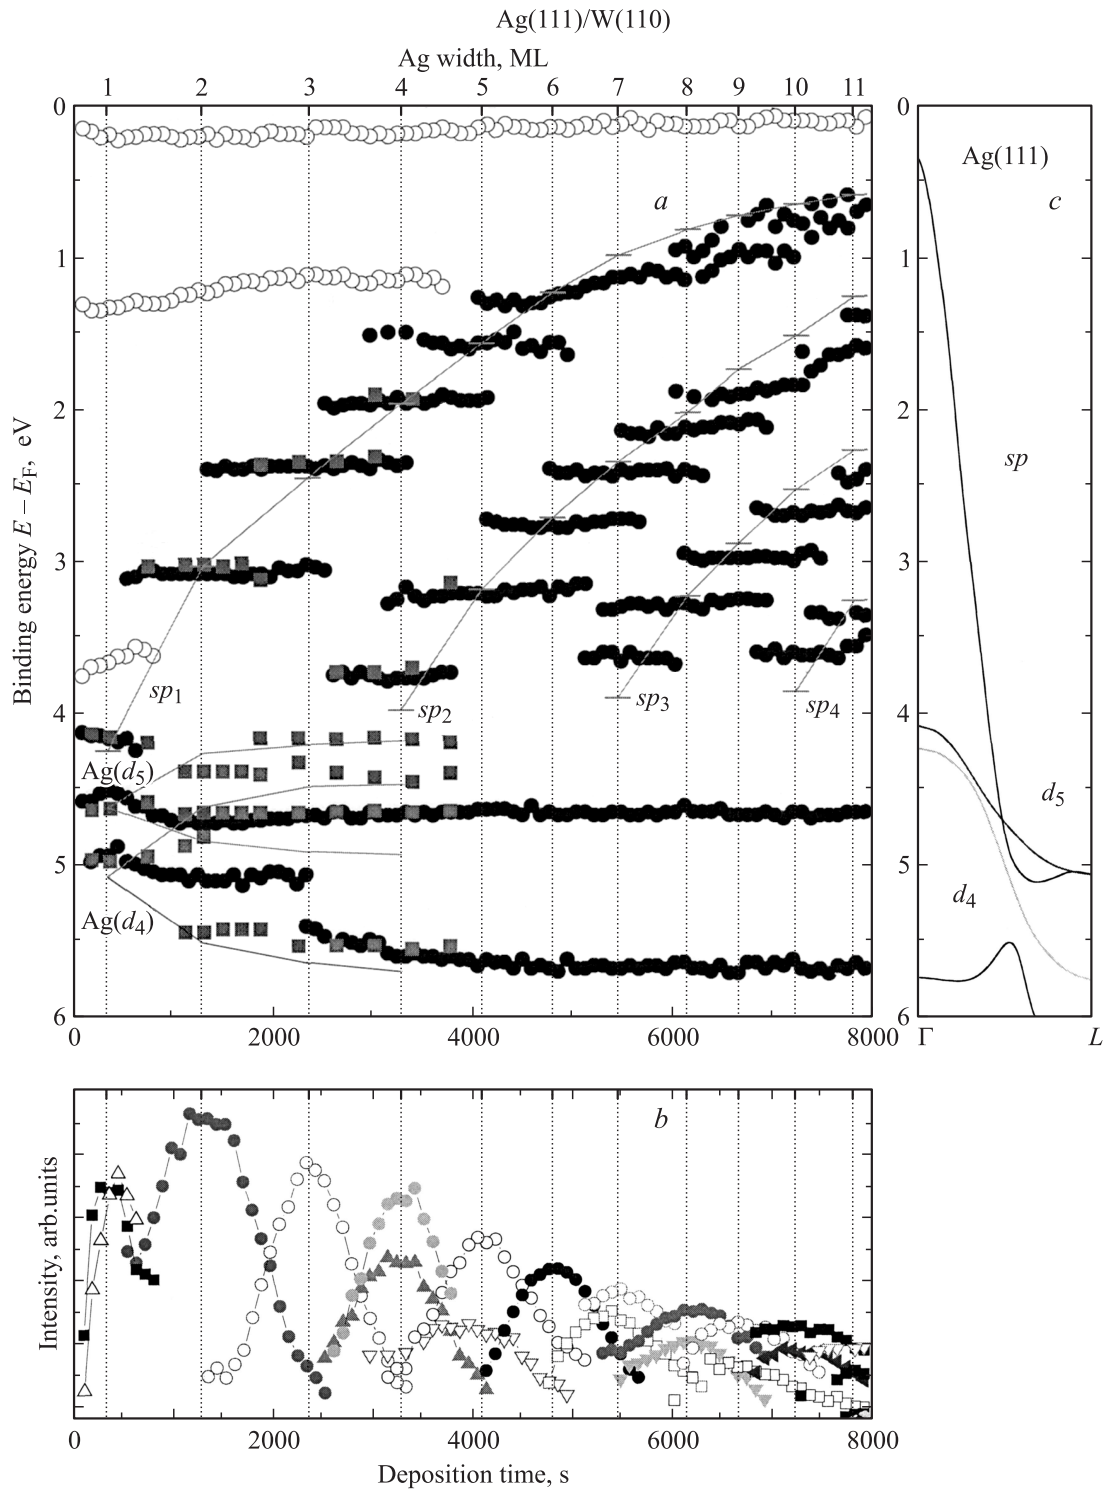 Ag(111)/W(110)
Ag width, ML
1 2 3 4 5 6 7 8 9 10 11
0 1 2 3 4 5 6
Binding energy E – E_F, eV
a
sp1
sp2
sp3
sp4
Ag(d5)
Ag(d4)
0 2000 4000 6000 8000
0 1 2 3 4 5 6
Ag(111)
c
sp
d5
d4
Γ L
b
Intensity, arb.units
0 2000 4000 6000 8000
Deposition time, s